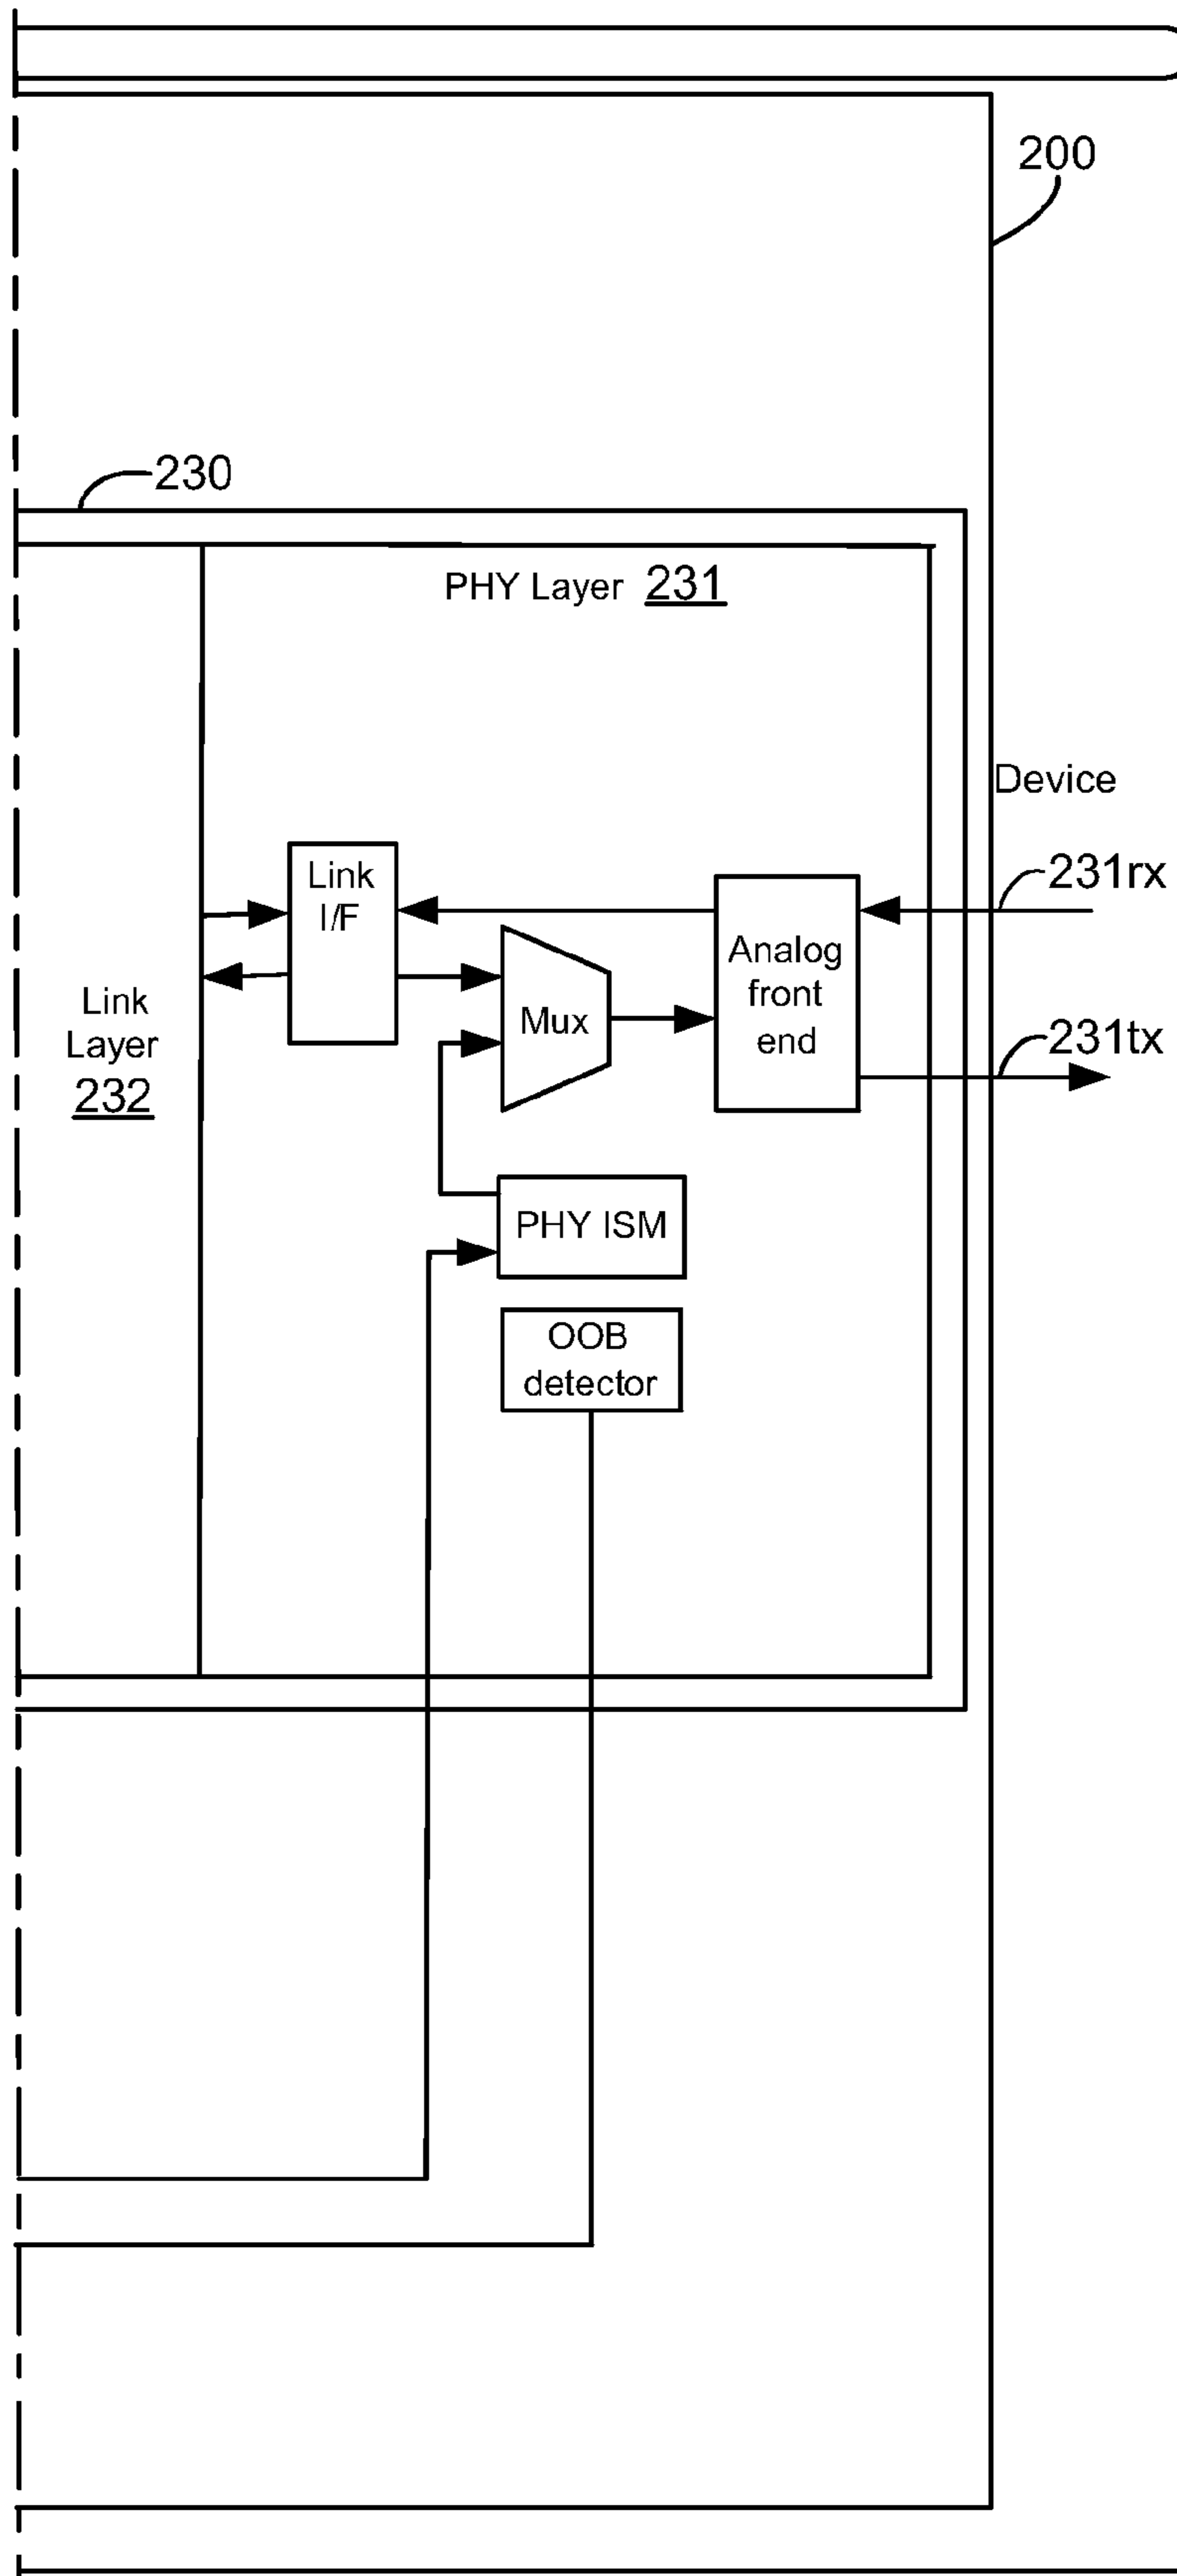 200
230
PHY Layer 231
Device
Link
I/F
231rx
Analog
front
end
Mux
Link
Layer
232
231tx
PHY ISM
OOB
detector